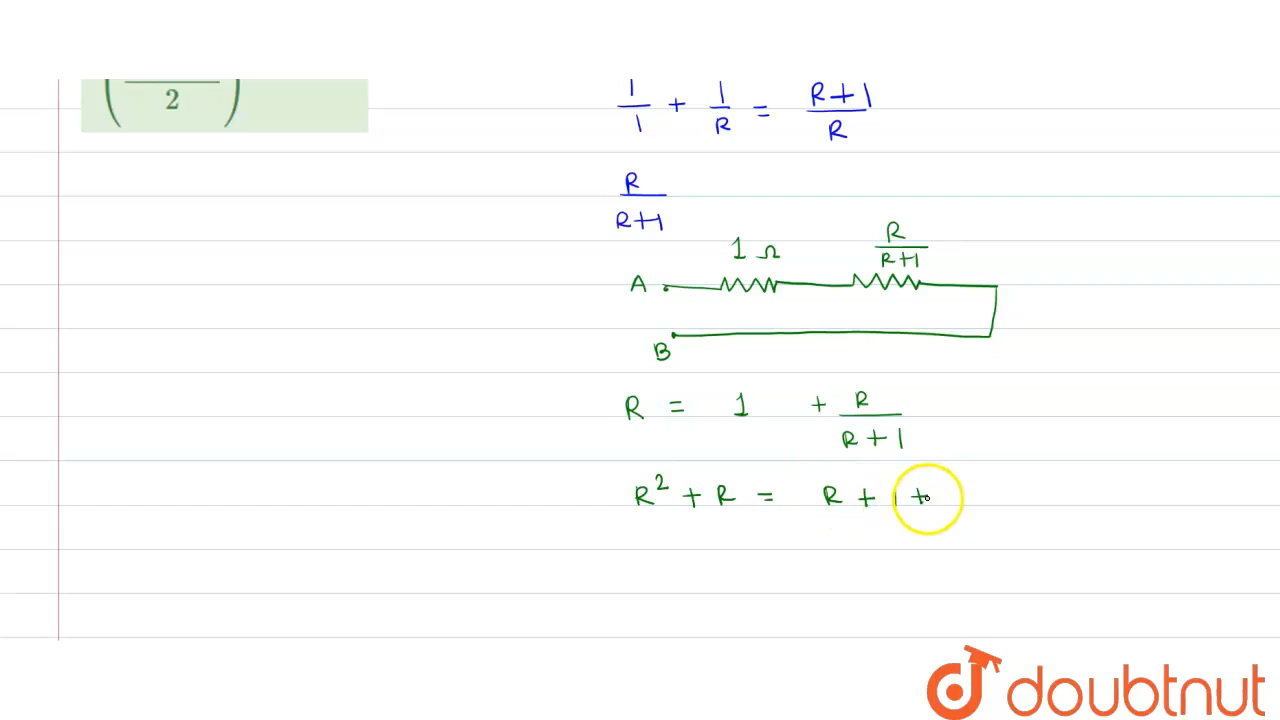 ( — / 2 )
1/1 + 1/R = R+1/R
R/R+1
1 Ω R/R+1
A
B
R = 1 + R/R+1
R² + R = R + 1 +
doubtnut